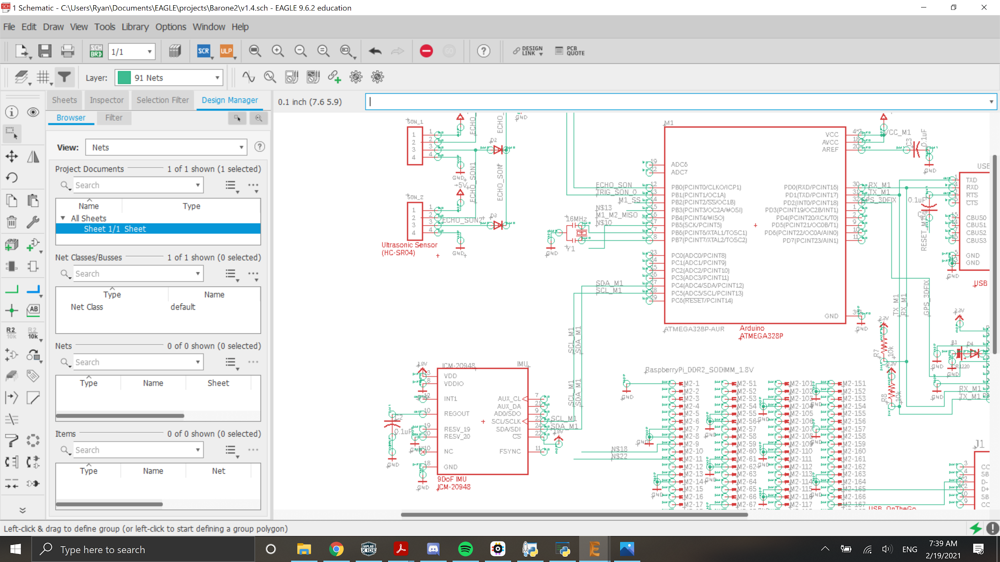 1 Schematic - C:\Users\Ryan\Documents\EAGLE\projects\Barone2\v1.4.sch - EAGLE 9.6.2 education
File Edit Draw View Tools Library Options Window Help
SCH BRD 1/1 SCR ULP GO DESIGN LINK PCB QUOTE
Layer: 91 Nets
Sheets Inspector Selection Filter Design Manager
0.1 inch (7.6 5.9)
Browser Filter
View: Nets
Project Documents 1 of 1 shown (1 selected)
Search
Name Type
All Sheets
Sheet 1/1 Sheet
Net Classes/Busses 1 of 1 shown (0 selected)
Search
Type Name
Net Class default
Nets 0 of 0 shown (0 selected)
Search
Type Name Sheet
Items 0 of 0 shown (0 selected)
Search
Type Name Net
R2 10k
R2 10k
AB
SON_1
1 2 3 4
GND
+5V
SON_2
1 2 3 4
GND
Ultrasonic Sensor
(HC-SR04)
ECHO_SON1
ECHO_SON
ECHO_SON2
D2
D3
GND
M1
VCC
AVCC
AREF
ADC6
ADC7
PB0(PCINT0/CLKO/ICP1)
PB1(PCINT1/OC1A)
PB2(PCINT2/SS/OC1B)
PB3(PCINT3/OC2A/MOSI)
PB4(PCINT4/MISO)
PB5(SCK/PCINT5)
PB6(PCINT6/XTAL1/TOSC1)
PB7(PCINT7/XTAL2/TOSC2)
PC0(ADC0/PCINT8)
PC1(ADC1/PCINT9)
PC2(ADC2/PCINT10)
PC3(ADC3/PCINT11)
PC4(ADC4/SDA/PCINT12)
PC5(ADC5/SCL/PCINT13)
PC6(RESET/PCINT14)
PD0(RXD/PCINT16)
PD1(TXD/PCINT17)
PD2(INT0/PCINT18)
PD3(PCINT19/OC2B/INT1)
PD4(PCINT20/XCK/T0)
PD5(PCINT21/OC0B/T1)
PD6(PCINT22/OC0A/AIN0)
PD7(PCINT23/AIN1)
GND
ATMEGA328P-AUR
Arduino
ATMEGA328P
ECHO_SON
TRIG_SON_0
M1_SS
N$13
M1_M2_MISO
N$10
16MHz
Y1
GND
SDA_M1
SCL_M1
SCL_M1
SDA_M1
SCL_M1
SDA_M1
VCC_M1
C3
0.1uF
GND
RX_M1
TX_M1
GPS_3DFIX
0.1uF
C5
RESET_M1
TXD
RXD
RTS
CTS
CBUS0
CBUS1
CBUS2
CBUS3
GND
GND
GND
USB
TX_M1
RX_M1
GPS_3DFIX
3.3V
R7
10k
R8
10k
B1
D4
GND
RX_M1
TX_M1
ICM-20948
IMU
1.8V
VDD
VDDIO
INT1
REGOUT
RESV_19
RESV_20
NC
GND
AUX_CL
AUX_DA
AD0/SDO
SCL/SCLK
SDA/SDI
CS
FSYNC
SCL_M1
SDA_M1
1.8V
C2
0.1uF
GND
9DoF IMU
ICM-20948
N$18
N$22
RaspberryPi_DDR2_SODIMM_1.8V
M2-1 M2-51 M2-101 M2-151
M2-2 M2-52 M2-102 M2-152
M2-3 M2-53 M2-103 M2-153
M2-4 M2-54 M2-104 M2-154
M2-5 M2-55 M2-105 M2-155
M2-6 M2-56 M2-106 M2-156
M2-7 M2-57 M2-107 M2-157
M2-8 M2-58 M2-108 M2-158
M2-9 M2-59 M2-109 M2-159
M2-10 M2-60 M2-110 M2-160
M2-11 M2-61 M2-111 M2-161
M2-12 M2-62 M2-112 M2-162
M2-13 M2-63 M2-113 M2-163
M2-14 M2-64 M2-114 M2-164
M2-15 M2-65 M2-115 M2-165
M2-16 M2-66 M2-116 M2-166
M2-17 M2-67 M2-117 M2-167
J1
D-
D+
USB_OnTheGo
Left-click & drag to define group (or left-click to start defining a group polygon)
Type here to search
MPLAB X IDE
ENG
7:39 AM
2/19/2021